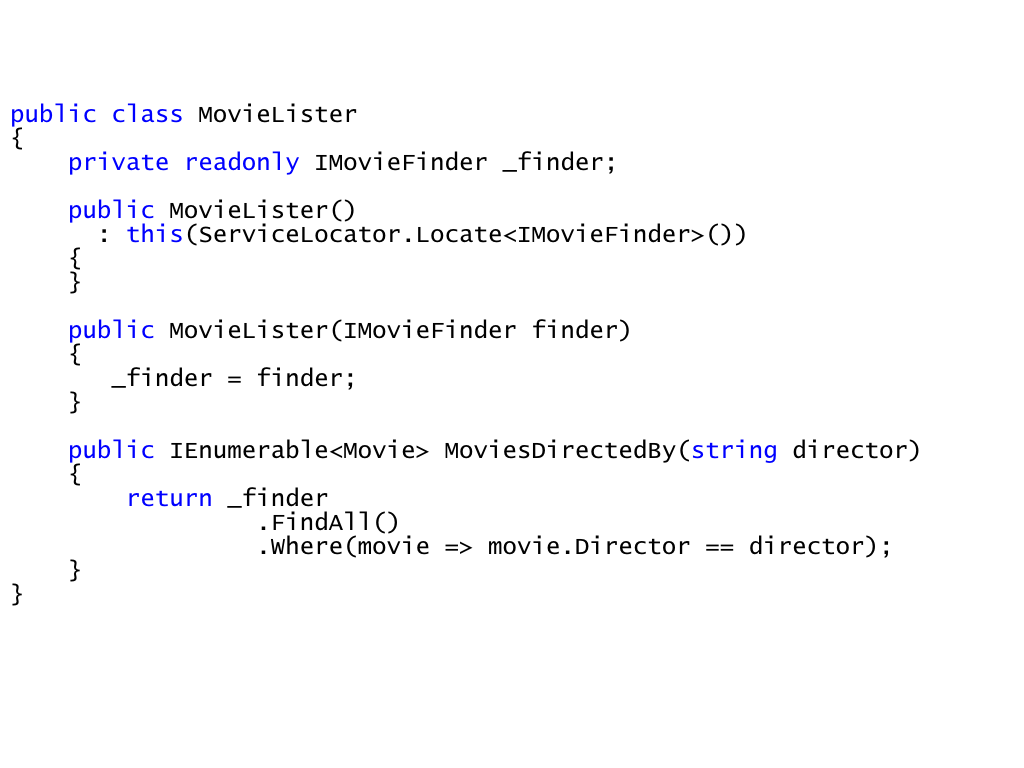 public class MovieLister
{
    private readonly IMovieFinder _finder;

    public MovieLister()
      : this(ServiceLocator.Locate<IMovieFinder>())
    {
    }

    public MovieLister(IMovieFinder finder)
    {
       _finder = finder;
    }

    public IEnumerable<Movie> MoviesDirectedBy(string director)
    {
        return _finder
                 .FindAll()
                 .Where(movie => movie.Director == director);
    }
}